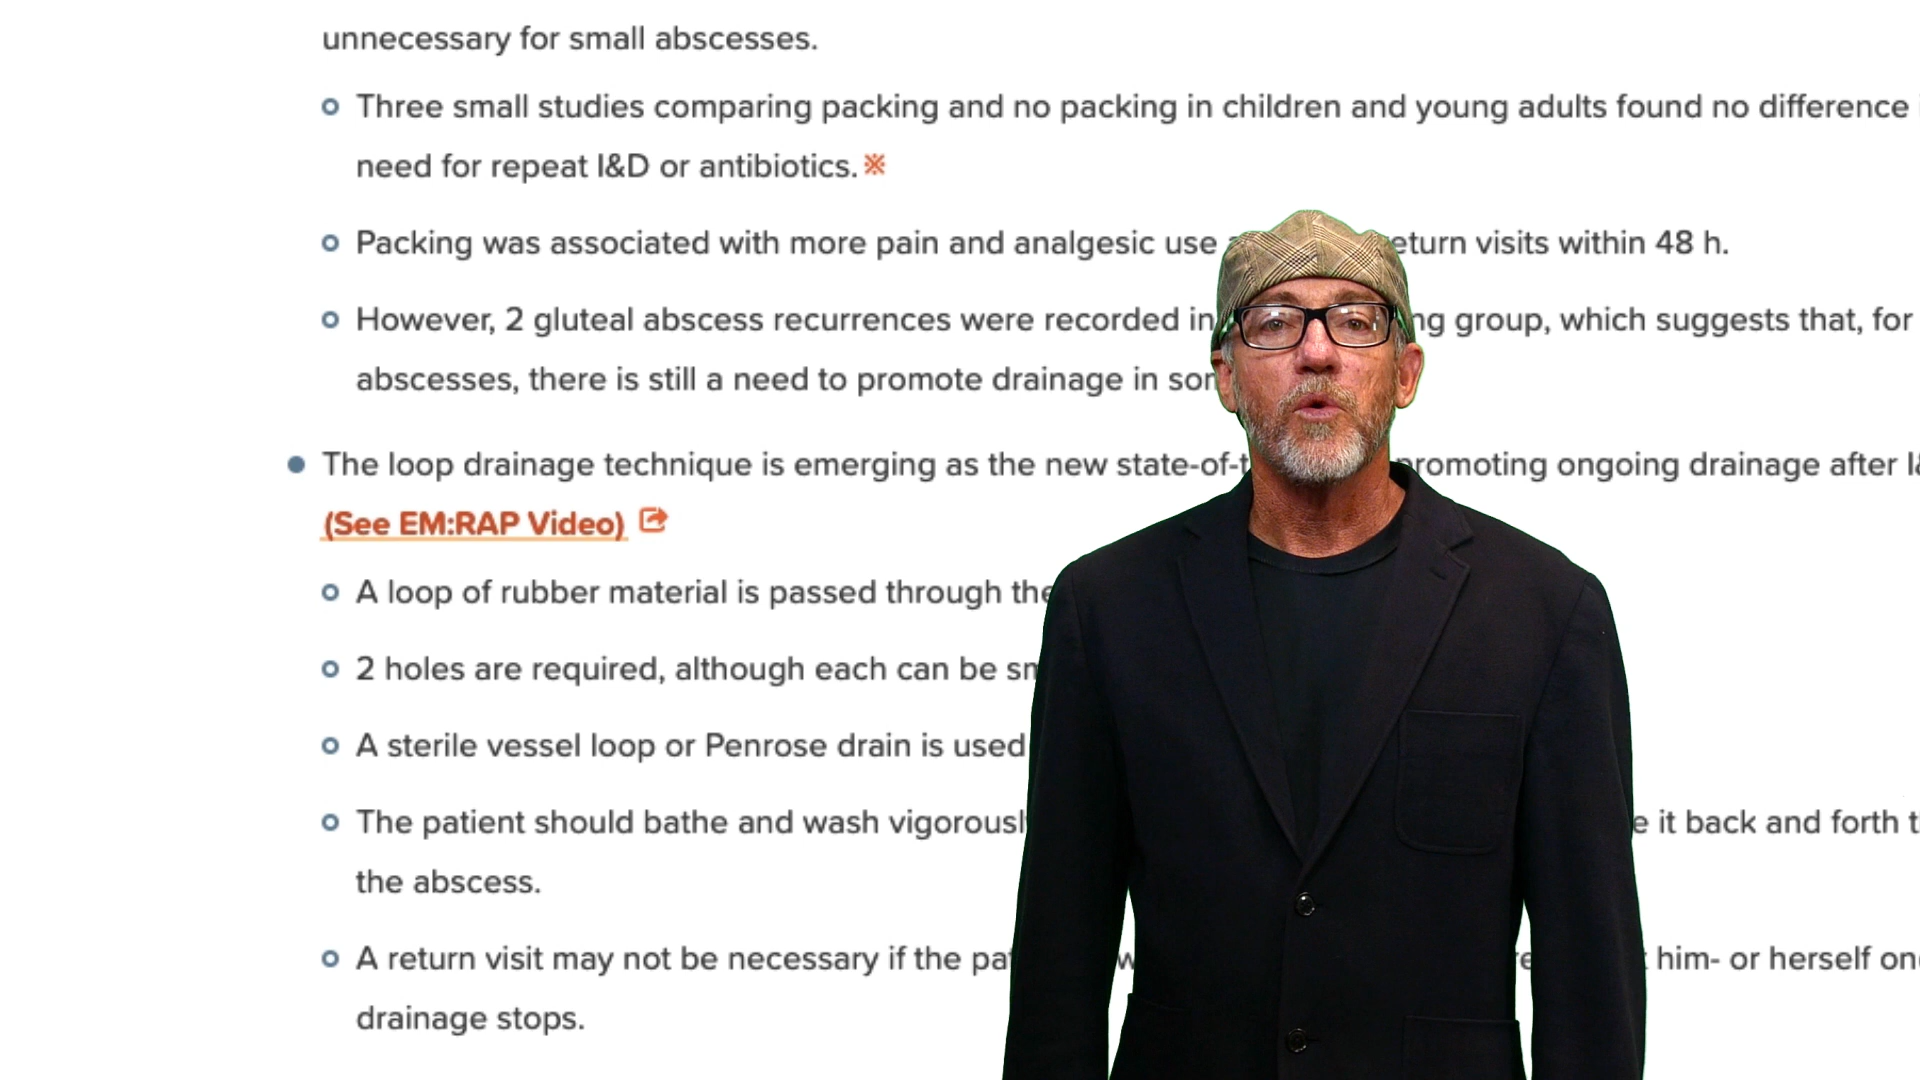 unnecessary for small abscesses.
Three small studies comparing packing and no packing in children and young adults found no difference
need for repeat I&D or antibiotics.※
Packing was associated with more pain and analgesic use return visits within 48 h.
However, 2 gluteal abscess recurrences were recorded in group, which suggests that, for
abscesses, there is still a need to promote drainage in
The loop drainage technique is emerging as the new promoting ongoing drainage after
(See EM:RAP Video)
A loop of rubber material is passed through the
2 holes are required, although each can be
A sterile vessel loop or Penrose drain is used
The patient should bathe and wash it back and forth
the abscess.
A return visit may not be necessary if the him- or herself
drainage stops.